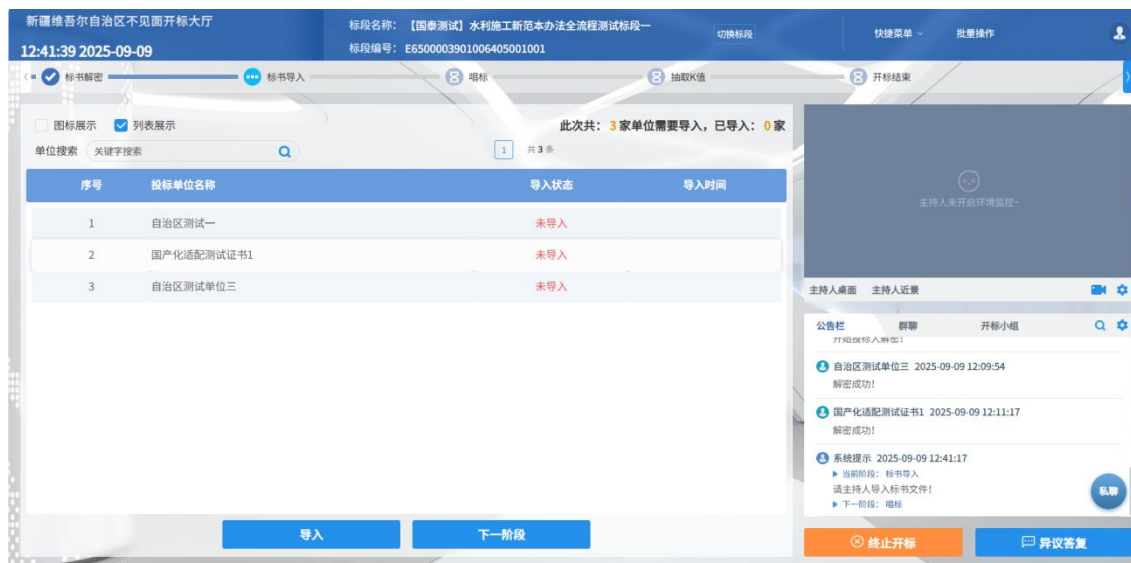 新疆维吾尔自治区不见面开标大厅
12:41:39 2025-09-09
标段名称： 【国泰测试】水利施工新范本办法全流程测试标段一
标段编号： E6500003901006405001001
切换标段
快捷菜单
批量操作
标书解密
标书导入
唱标
抽取K值
开标结束
图标展示 列表展示
此次共： 3 家单位需要导入，已导入： 0 家
单位搜索 关键字搜索
1 共 3 条
序号 投标单位名称 导入状态 导入时间
1 自治区测试一 未导入
2 国产化适配测试证书1 未导入
3 自治区测试单位三 未导入
导入 下一阶段
主持人未开启环境监控~
主持人桌面 主持人近景
公告栏 群聊 开标小组
开始投标人解密！
自治区测试单位三 2025-09-09 12:09:54
解密成功！
国产化适配测试证书1 2025-09-09 12:11:17
解密成功！
系统提示 2025-09-09 12:41:17
当前阶段： 标书导入
请主持人导入标书文件！
下一阶段： 唱标
私聊
终止开标 异议答复